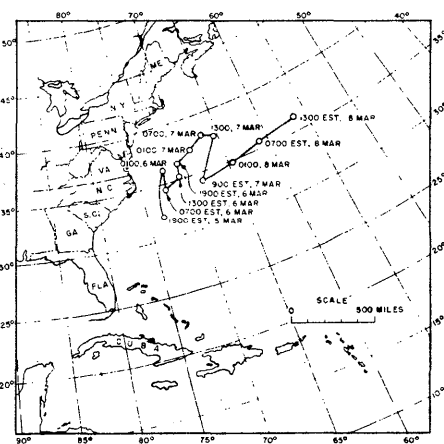 85° 80° 75° 70° 65° 60° 40°
50°
35°
ME.
45°
N.Y.
1300 EST, 8 MAR
0700, 7 MAR 1300, 7 MAR
PENN.
0700 EST, 8 MAR
30°
40°
0100, 7 MAR
0100, 8 MAR
0100, 6 MAR
VA
N C
1900 EST, 7 MAR
1900 EST, 6 MAR
25°
35°
1300 EST, 6 MAR
S.C.
0700 EST, 6 MAR
GA
1900 EST, 5 MAR
20°
30°
FLA
SCALE
0 500 MILES
15°
25°
CUBA
20°
10°
90° 85° 80° 75° 70° 65° 60°